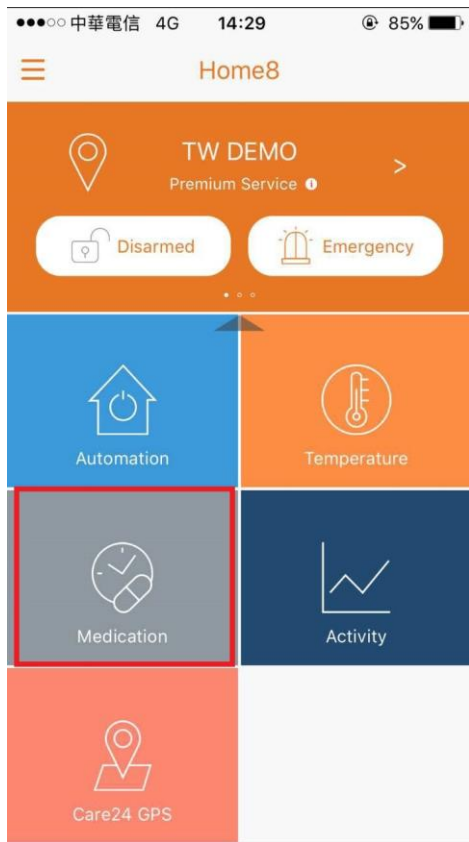 中華電信 4G 14:29 85%
Home8
TW DEMO
Premium Service
Disarmed
Emergency
Automation
Temperature
Medication
Activity
Care24 GPS